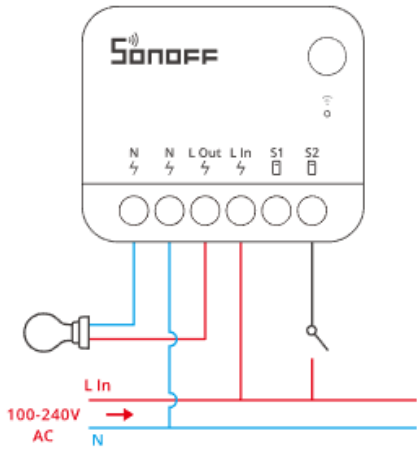 SONOFF
N N L Out L In S1 S2
L In
100-240V
AC
N